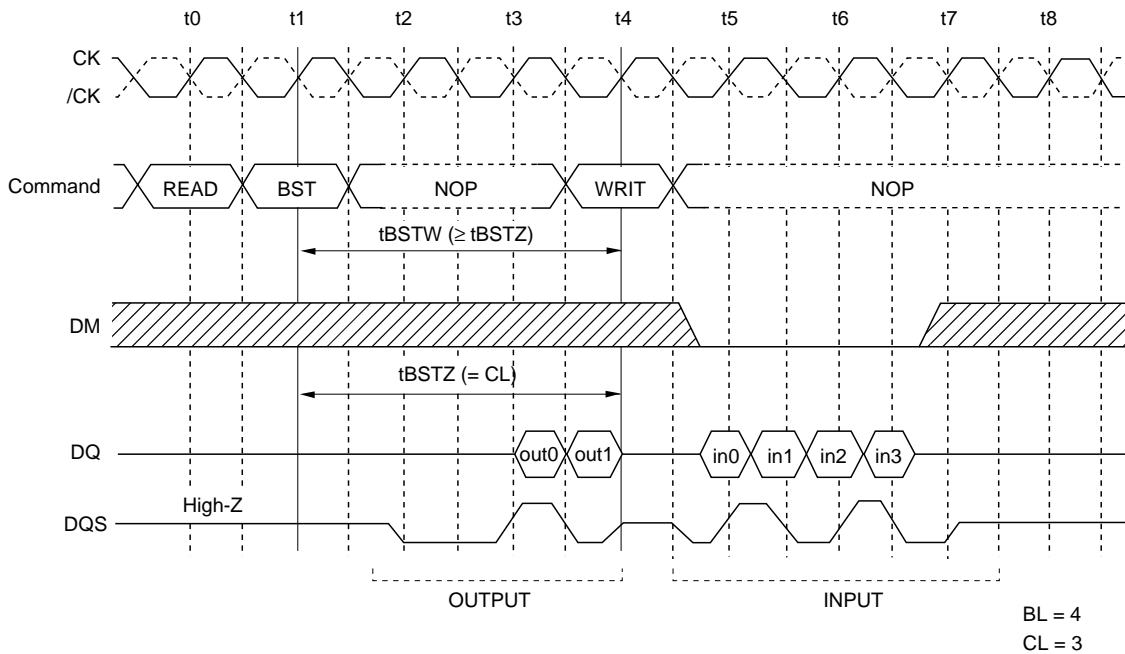 t0 t1 t2 t3 t4 t5 t6 t7 t8
CK
/CK
Command READ BST NOP WRIT NOP
tBSTW (≥ tBSTZ)
DM
tBSTZ (= CL)
DQ out0 out1 in0 in1 in2 in3
High-Z
DQS
OUTPUT INPUT
BL = 4
CL = 3